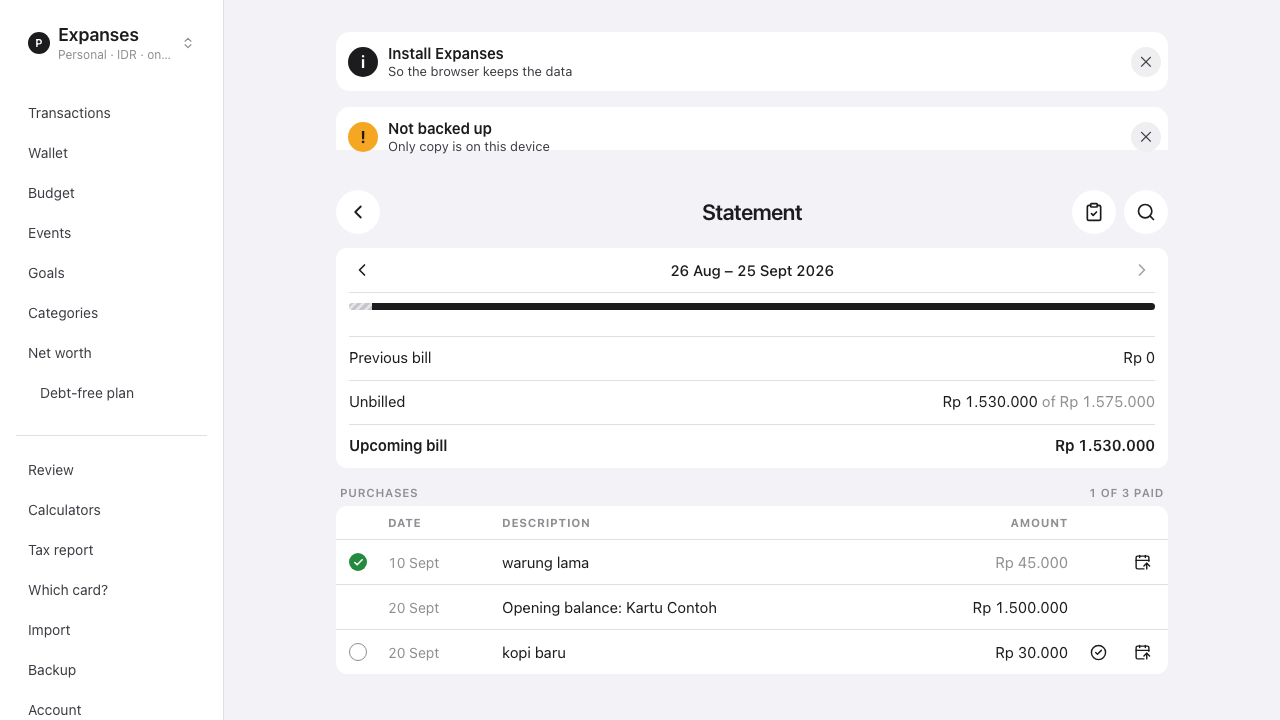 P
Expanses
Personal · IDR · on...
Transactions
Wallet
Budget
Events
Goals
Categories
Net worth
Debt-free plan
Review
Calculators
Tax report
Which card?
Import
Backup
Account
i
Install Expanses
So the browser keeps the data
!
Not backed up
Only copy is on this device
Statement
26 Aug – 25 Sept 2026
Previous bill Rp 0
Unbilled Rp 1.530.000 of Rp 1.575.000
Upcoming bill Rp 1.530.000
PURCHASES 1 OF 3 PAID
DATE DESCRIPTION AMOUNT
10 Sept warung lama Rp 45.000
20 Sept Opening balance: Kartu Contoh Rp 1.500.000
20 Sept kopi baru Rp 30.000